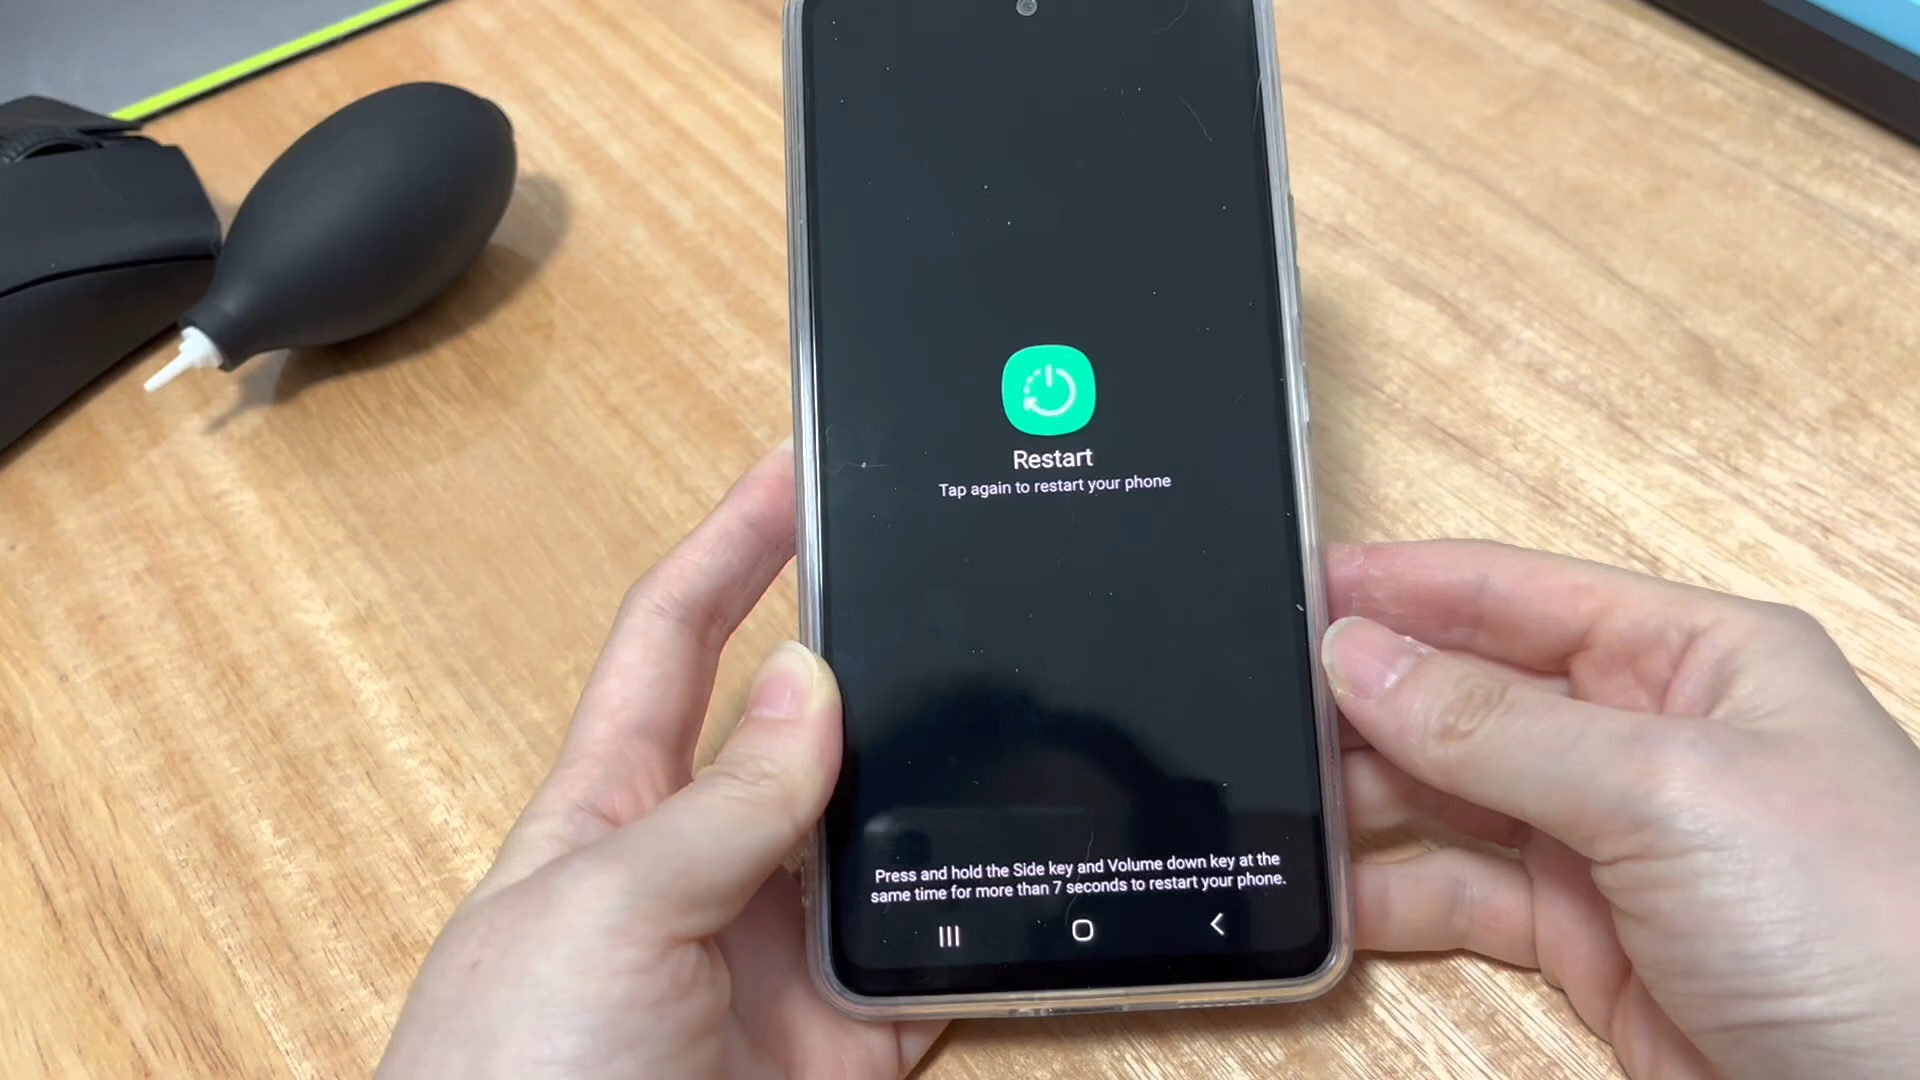 Restart
Tap again to restart your phone
Press and hold the Side key and Volume down key at the
same time for more than 7 seconds to restart your phone.